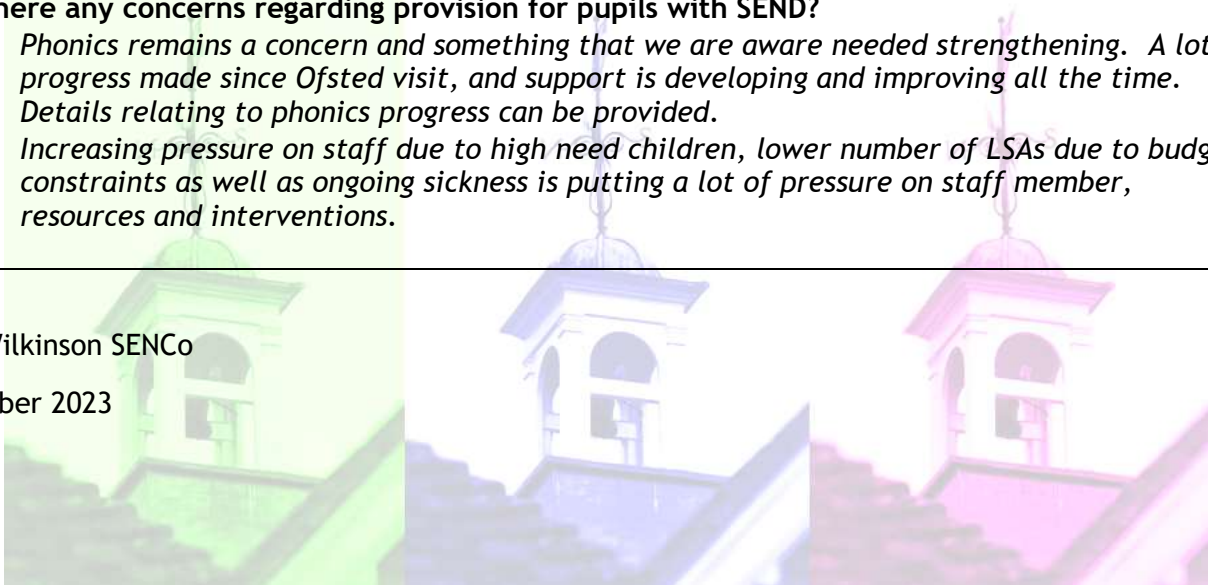 here any concerns regarding provision for pupils with SEND?
Phonics remains a concern and something that we are aware needed strengthening. A lot
progress made since Ofsted visit, and support is developing and improving all the time.
Details relating to phonics progress can be provided.
Increasing pressure on staff due to high need children, lower number of LSAs due to budg
constraints as well as ongoing sickness is putting a lot of pressure on staff member,
resources and interventions.
Wilkinson SENCo
ber 2023